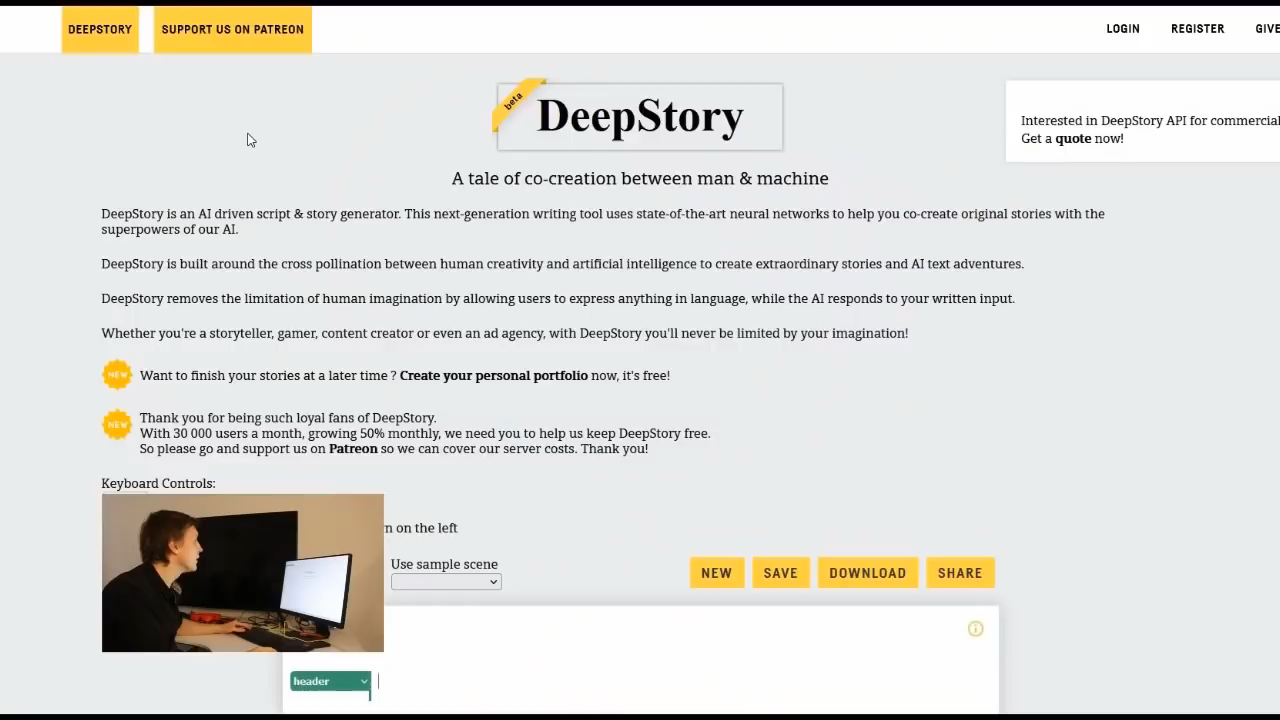 DEEPSTORY
SUPPORT US ON PATREON
LOGIN
REGISTER
GIVE
beta
DeepStory
Interested in DeepStory API for commercial
Get a quote now!
A tale of co-creation between man & machine
DeepStory is an AI driven script & story generator. This next-generation writing tool uses state-of-the-art neural networks to help you co-create original stories with the
superpowers of our AI.
DeepStory is built around the cross pollination between human creativity and artificial intelligence to create extraordinary stories and AI text adventures.
DeepStory removes the limitation of human imagination by allowing users to express anything in language, while the AI responds to your written input.
Whether you're a storyteller, gamer, content creator or even an ad agency, with DeepStory you'll never be limited by your imagination!
NEW
Want to finish your stories at a later time ? Create your personal portfolio now, it's free!
NEW
Thank you for being such loyal fans of DeepStory.
With 30 000 users a month, growing 50% monthly, we need you to help us keep DeepStory free.
So please go and support us on Patreon so we can cover our server costs. Thank you!
Keyboard Controls:
on the left
Use sample scene
NEW
SAVE
DOWNLOAD
SHARE
header